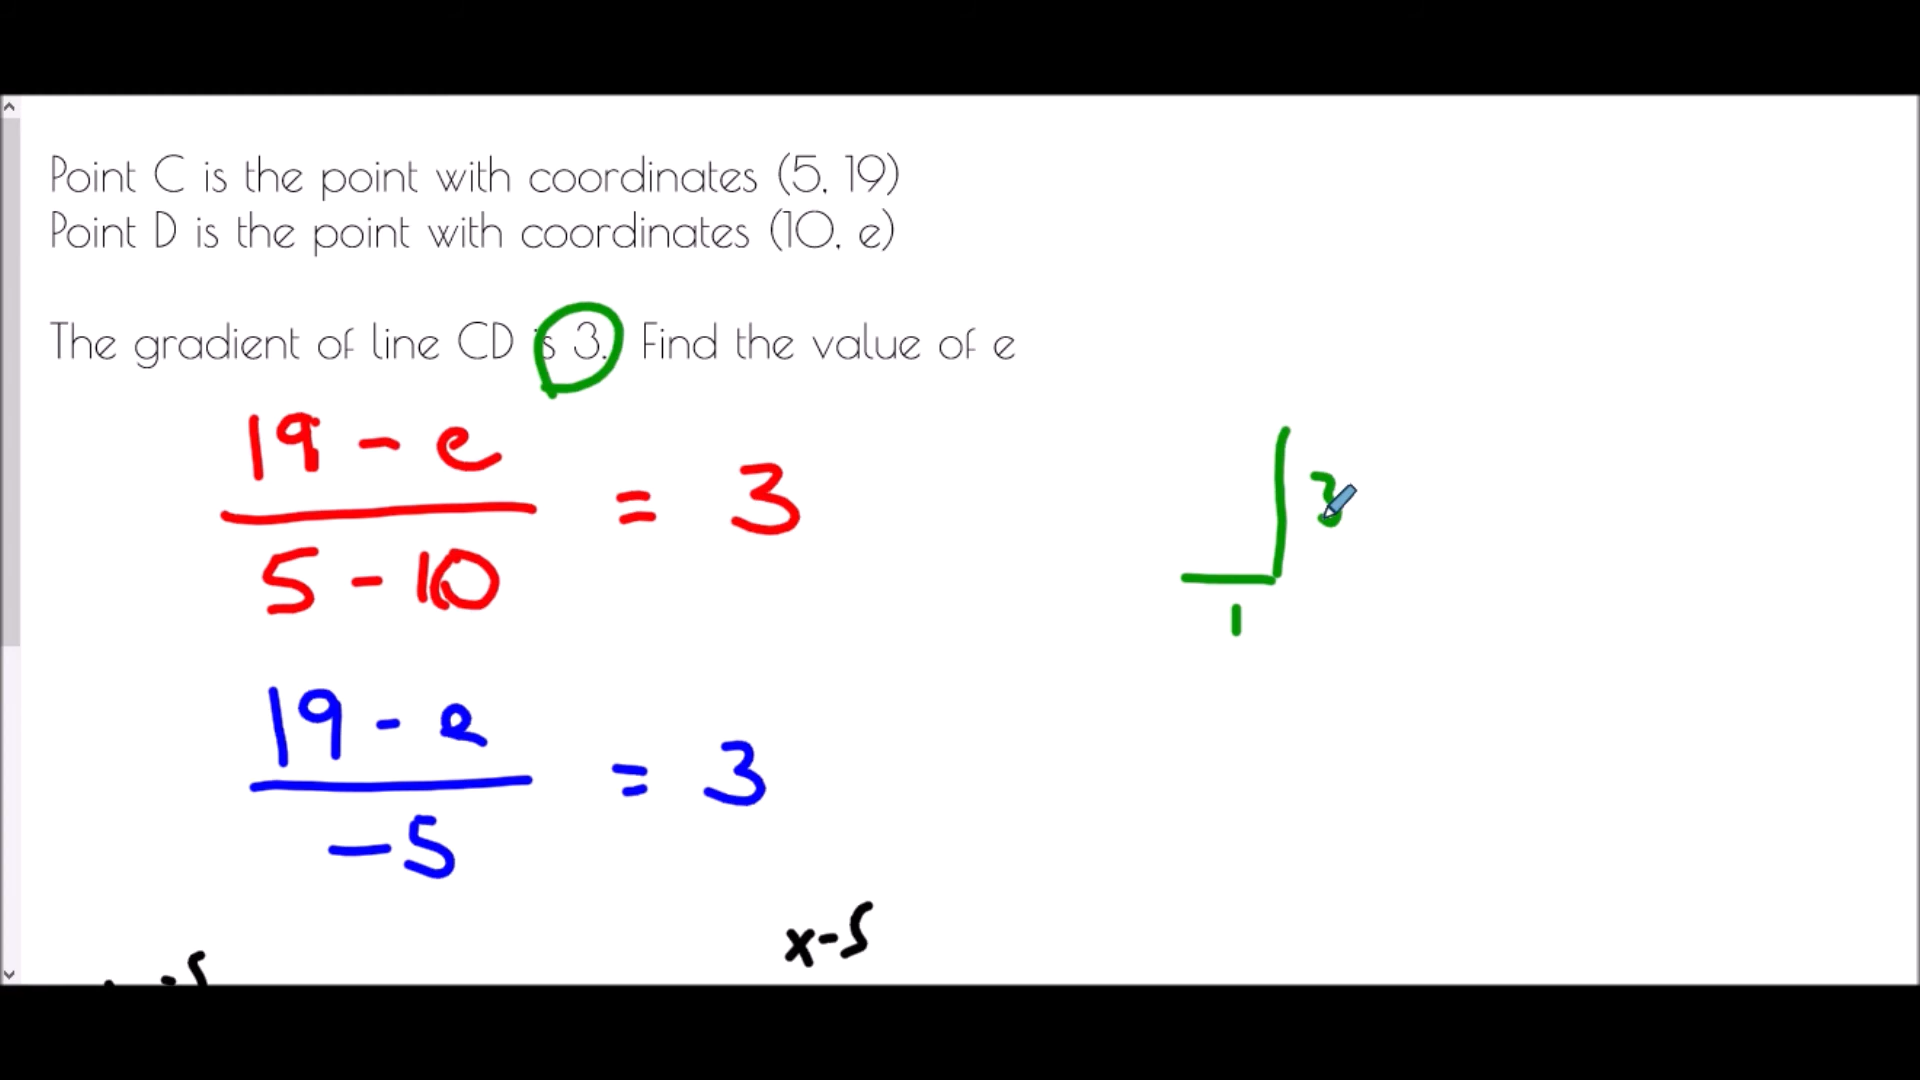 Point C is the point with coordinates (5, 19)
Point D is the point with coordinates (10, e)
The gradient of line CD is 3. Find the value of e
19 - e
= 3
5 - 10
3
1
19 - e
= 3
-5
x-5
-5